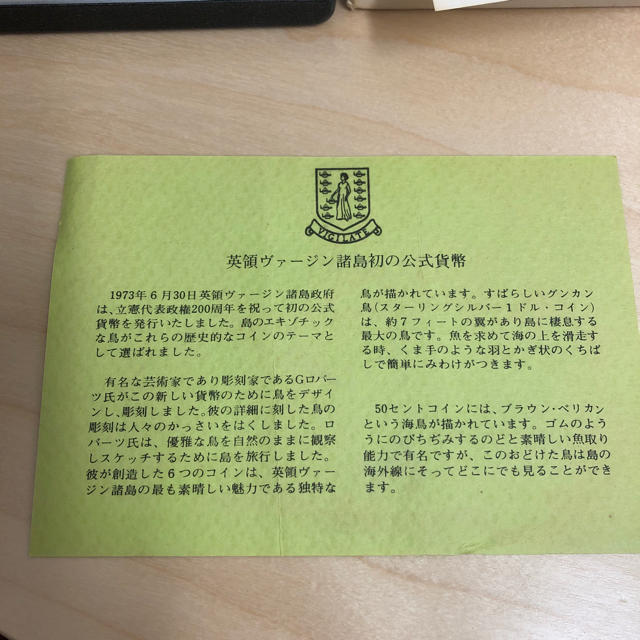 VIGILATE
英領ヴァージン諸島初の公式貨幣
1973年6月30日英領ヴァージン諸島政府
は、立憲代表政権200周年を祝って初の公式
貨幣を発行いたしました。島のエキゾチック
な鳥がこれらの歴史的なコインのテーマと
して選ばれました。
有名な芸術家であり彫刻家であるGロバー
ツ氏がこの新しい貨幣のために鳥をデザイ
ンし、彫刻しました。彼の詳細に刻した鳥の
彫刻は人々のかっさいをはくしました。ロ
バーツ氏は、優雅な鳥を自然のままに観察
しスケッチするために島を旅行しました。
彼が創造した6つのコインは、英領ヴァー
ジン諸島の最も素晴しい魅力である独特な
鳥が描かれています。すばらしいグンカン
鳥(スターリングシルバー1ドル・コイン)
は、約7フィートの翼があり島に棲息する
最大の鳥です。魚を求めて海の上を滑走す
る時、くま手のような羽とかぎ状のくちば
しで簡単にみわけがつきます。
50セントコインには、ブラウン・ペリカン
という海鳥が描かれています。ゴムのよう
ようにのびちぢみするのどと素晴しい魚取り
能力で有名ですが、このおどけた鳥は島の
海外線にそってどこにでも見ることができ
ます。